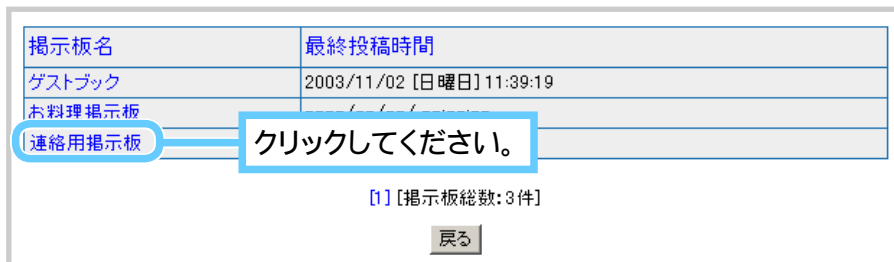 掲示板名 最終投稿時間
ゲストブック 2003/11/02 [日曜日] 11:39:19
お料理掲示板
連絡用掲示板
クリックしてください。
[1] [掲示板総数:3件]
戻る